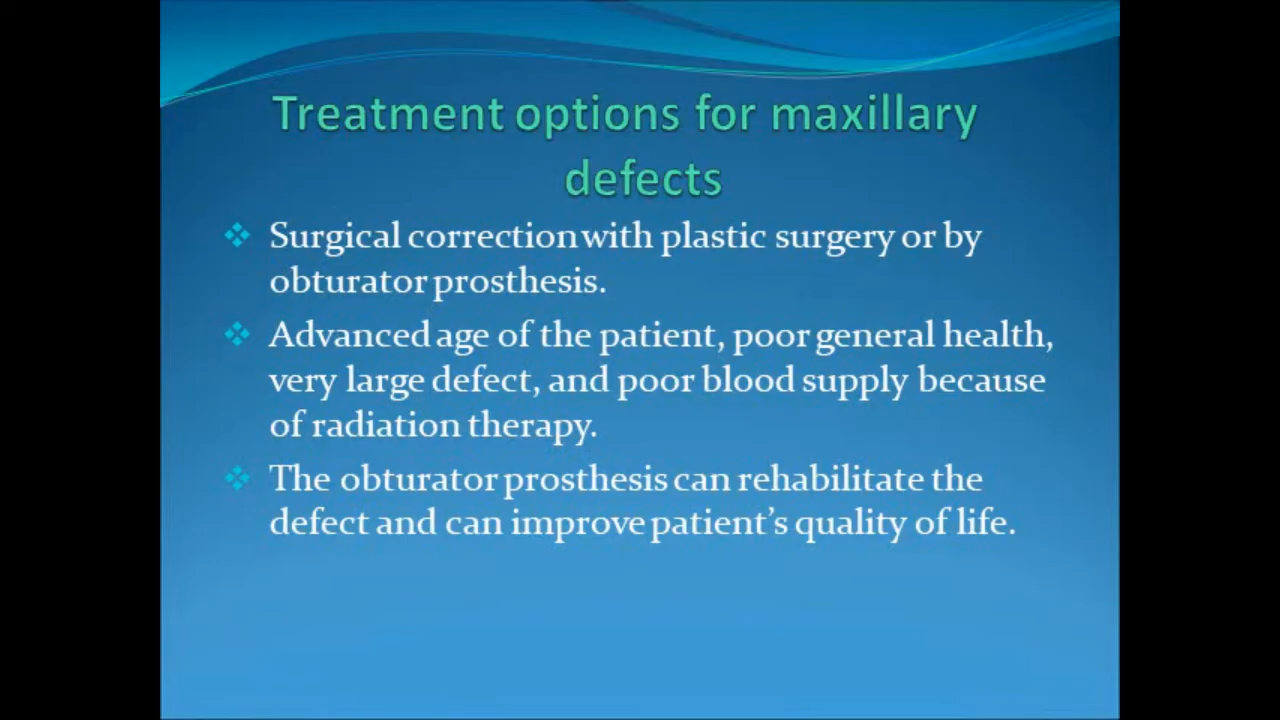 Treatment options for maxillary
defects
Surgical correction with plastic surgery or by
obturator prosthesis.
Advanced age of the patient, poor general health,
very large defect, and poor blood supply because
of radiation therapy.
The obturator prosthesis can rehabilitate the
defect and can improve patient’s quality of life.